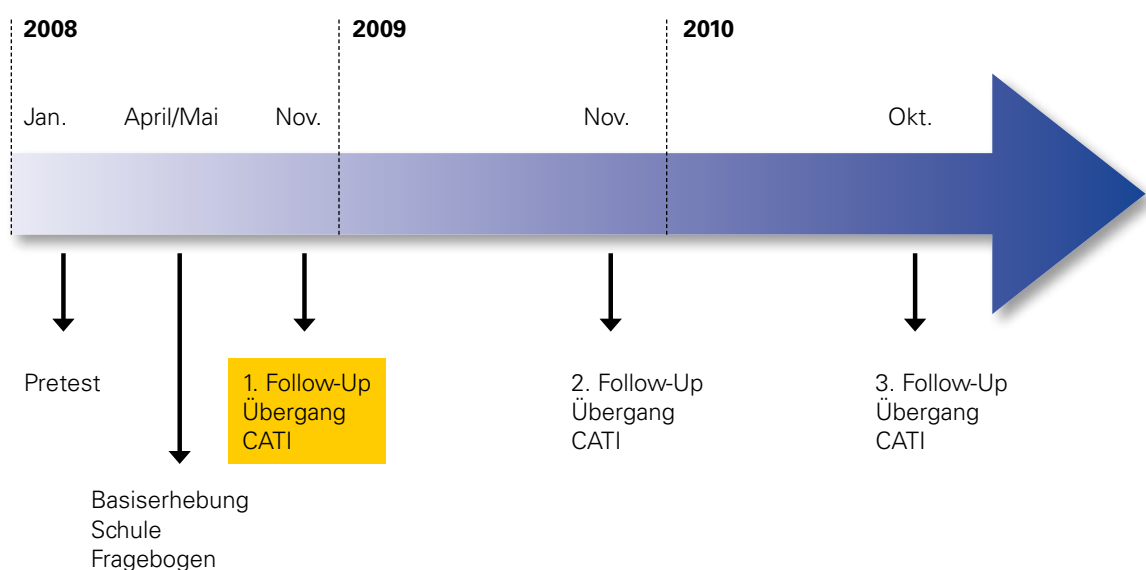 2008
2009
2010
Jan.
April/Mai
Nov.
Nov.
Okt.
Pretest
1. Follow-Up
Übergang
CATI
2. Follow-Up
Übergang
CATI
3. Follow-Up
Übergang
CATI
Basiserhebung
Schule
Fragebogen